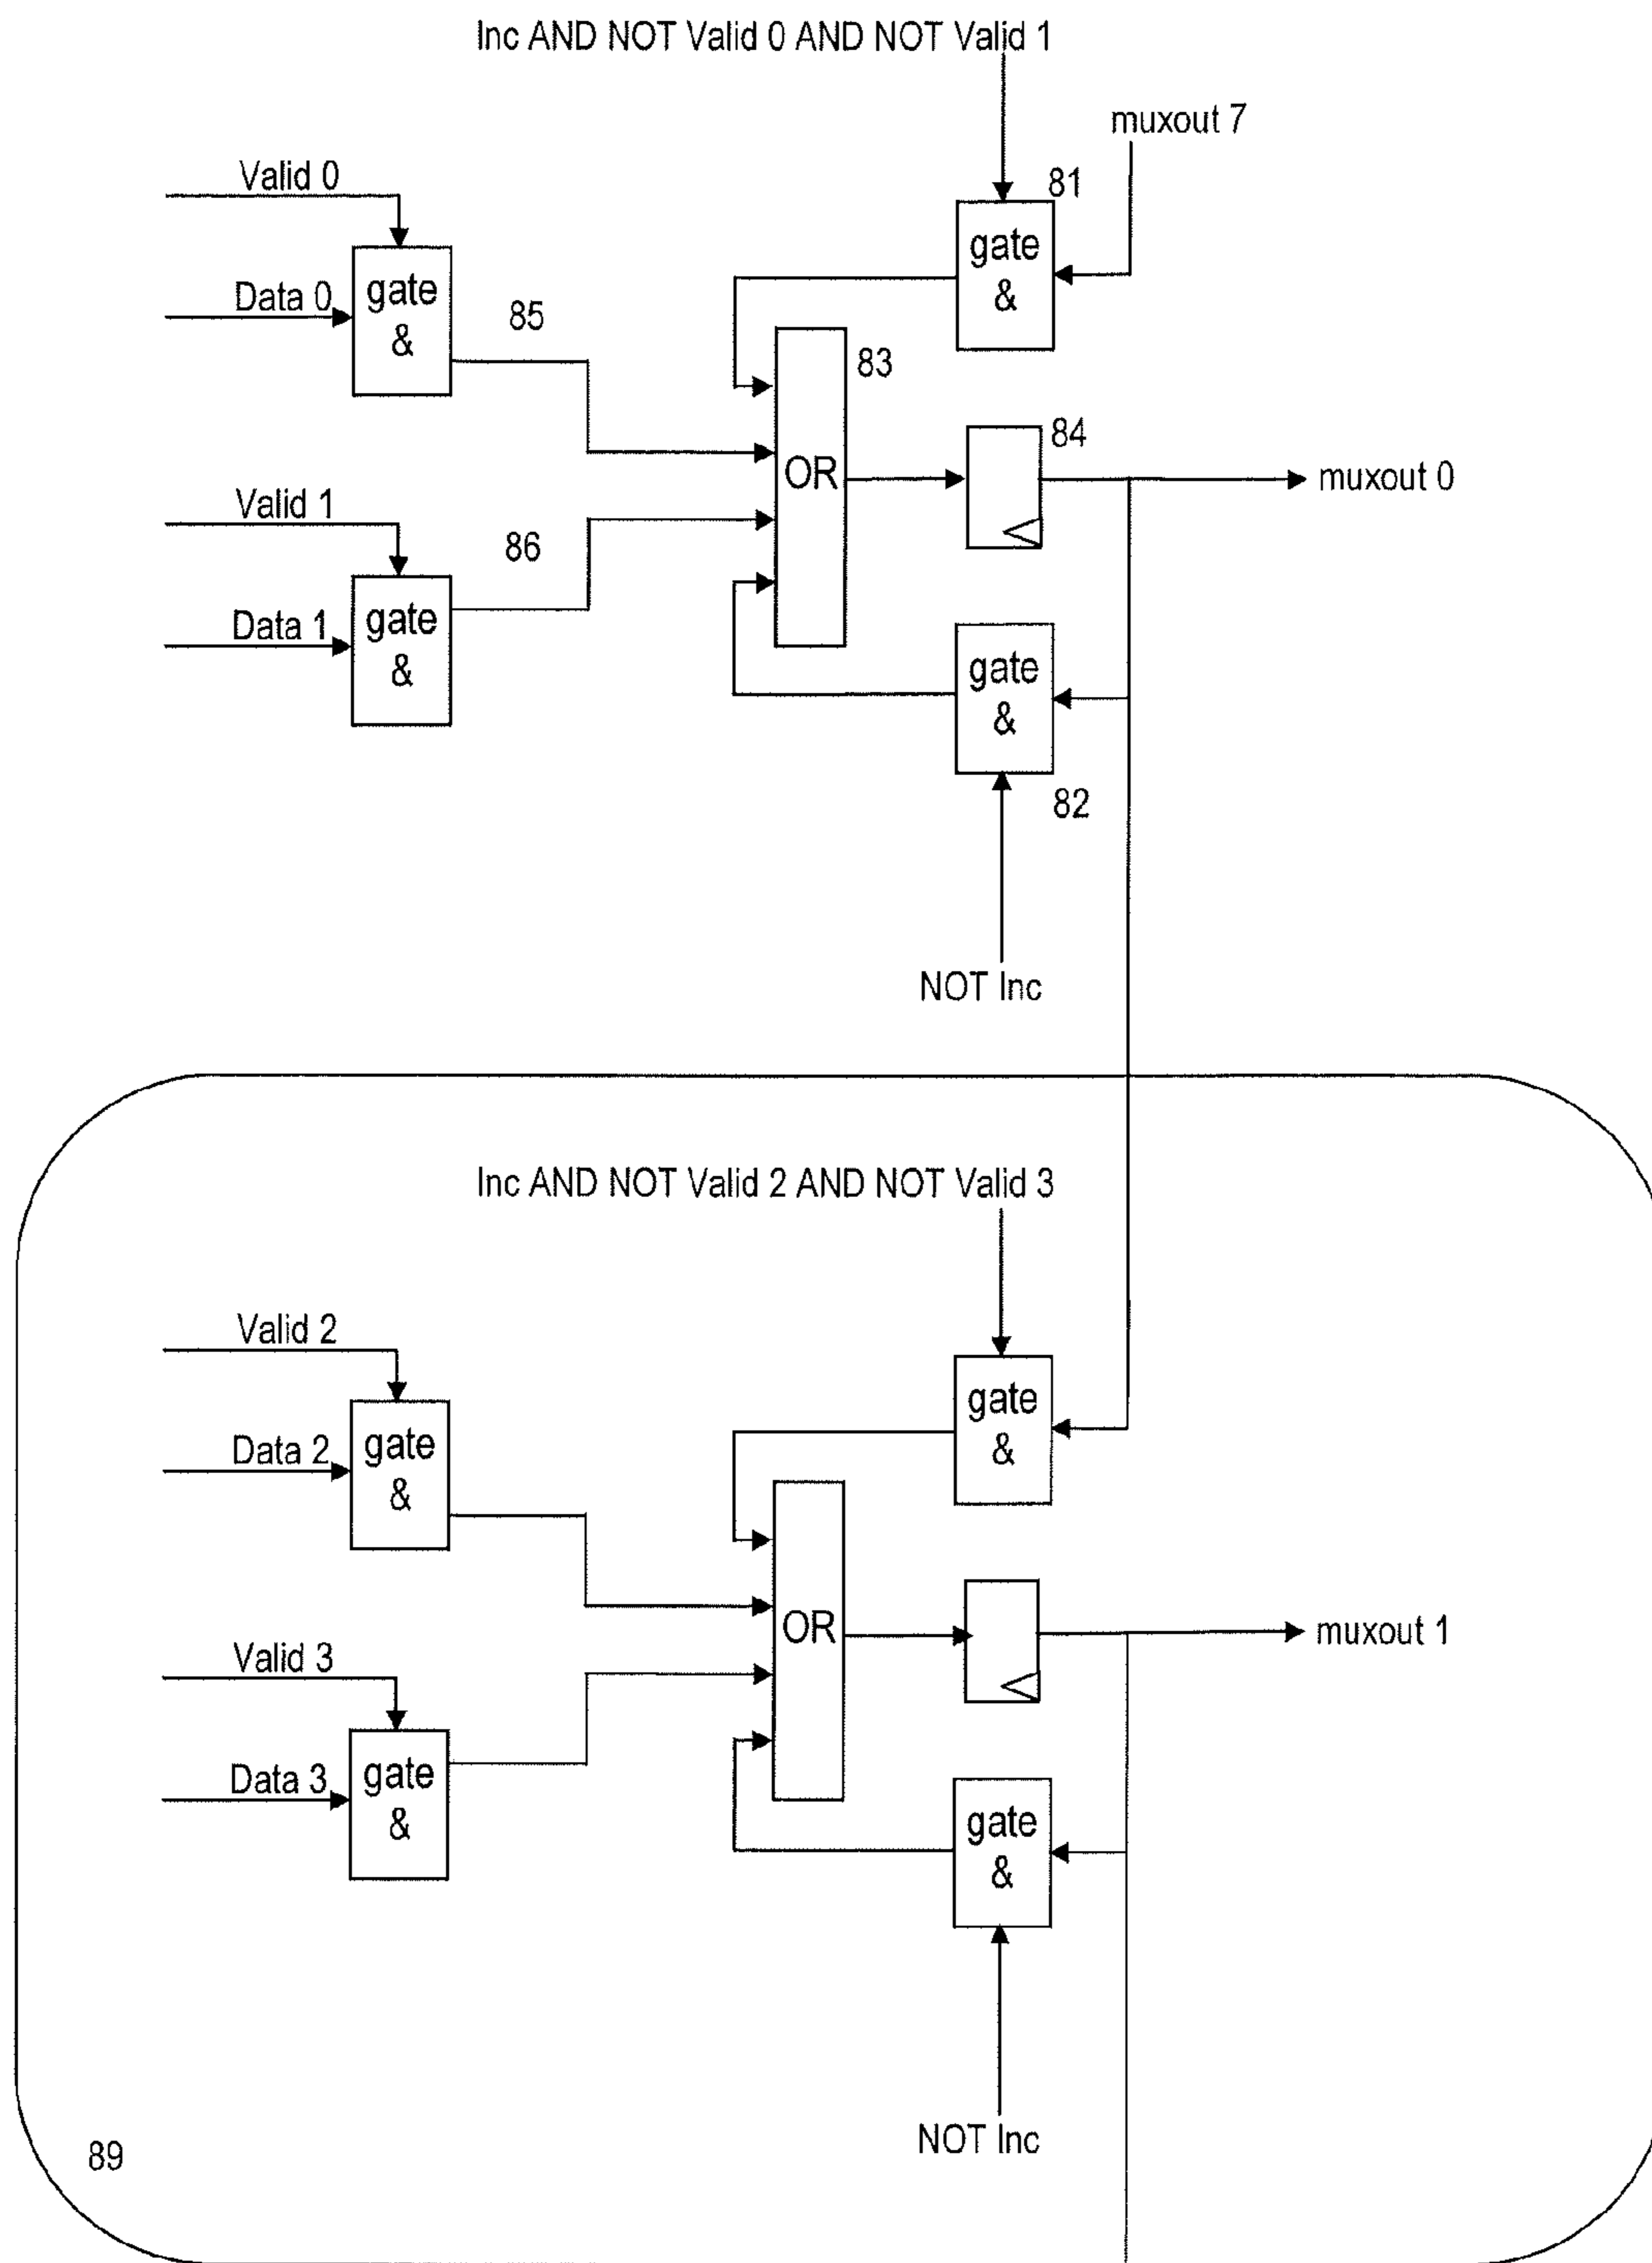 Inc AND NOT Valid 0 AND NOT Valid 1
muxout 7
Valid 0
81
gate
&
Data 0
gate
&
85
83
84
OR
muxout 0
Valid 1
86
Data 1
gate
&
gate
&
82
NOT Inc
Inc AND NOT Valid 2 AND NOT Valid 3
Valid 2
gate
&
Data 2
gate
&
OR
muxout 1
Valid 3
Data 3
gate
&
gate
&
NOT Inc
89